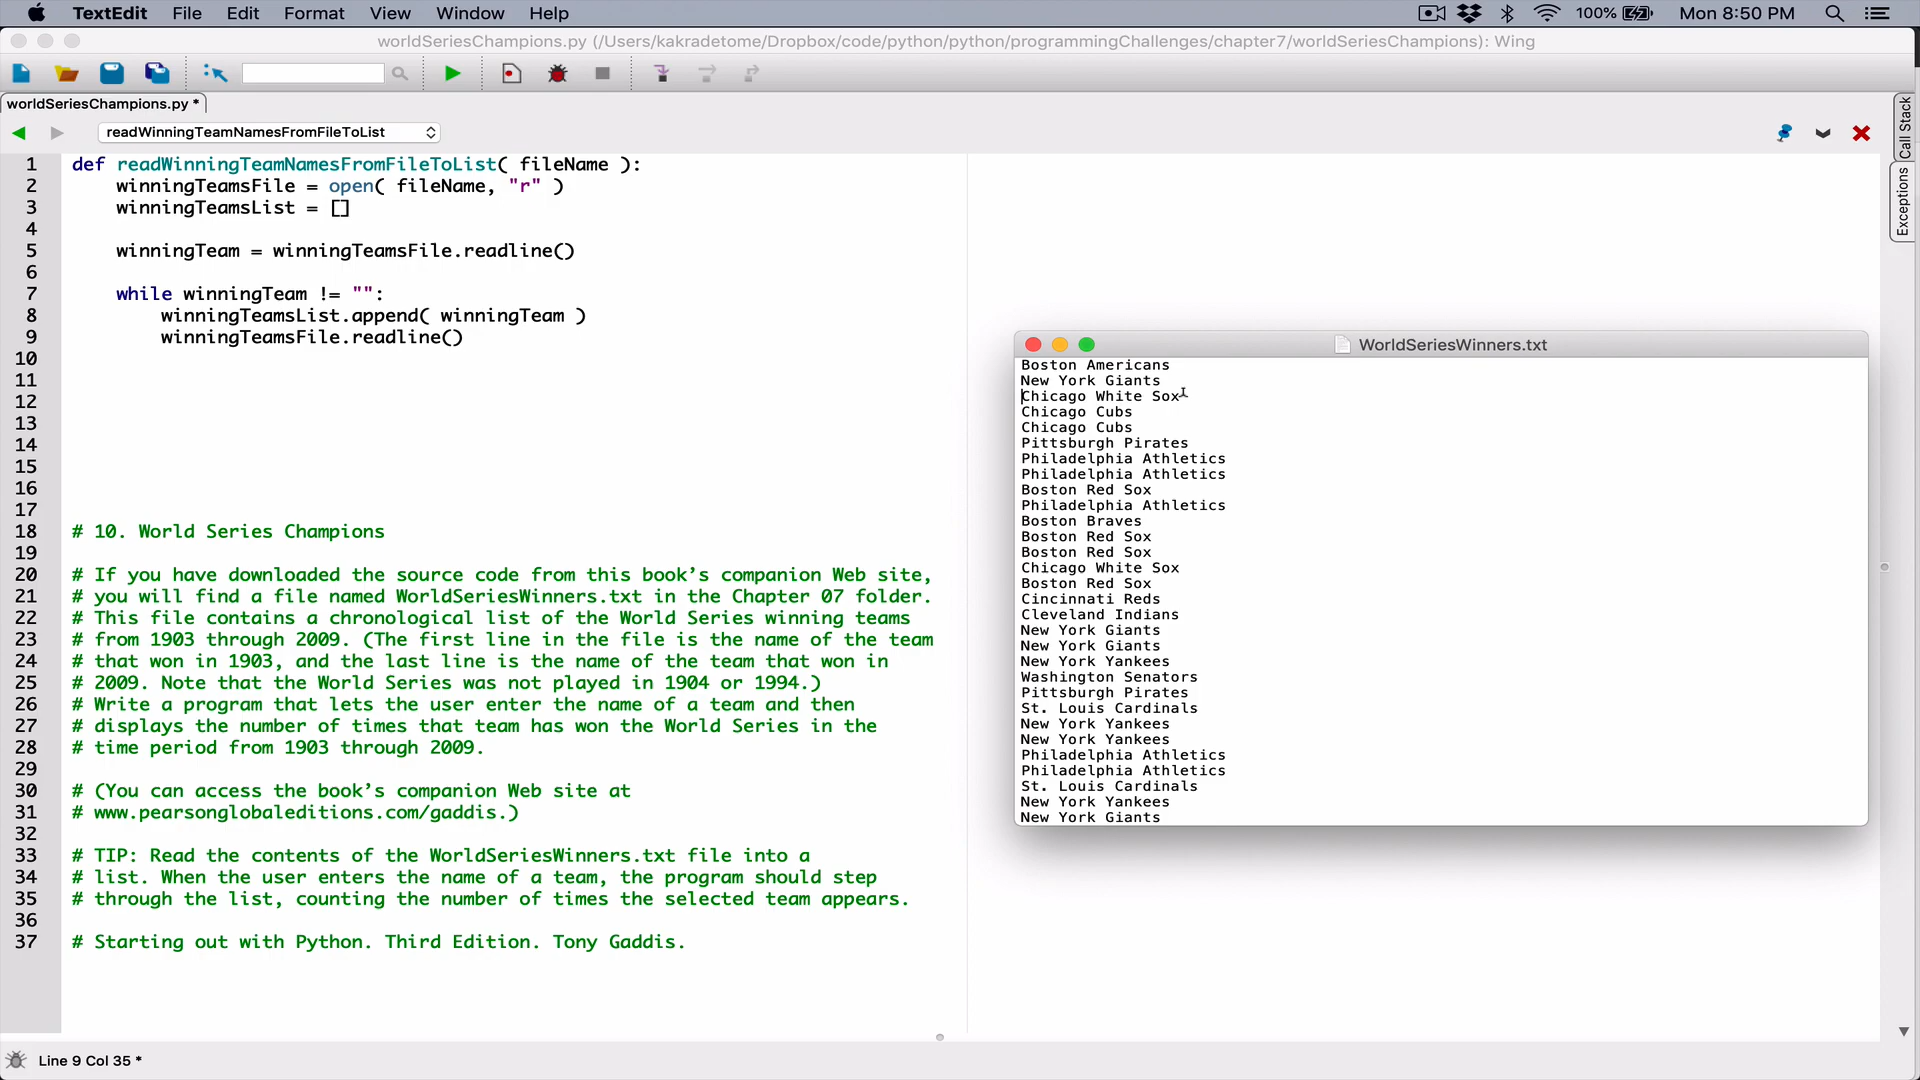 TextEdit File Edit Format View Window Help 100% Mon 8:50 PM
worldSeriesChampions.py (/Users/kakradetome/Dropbox/code/python/python/programmingChallenges/chapter7/worldSeriesChampions): Wing
worldSeriesChampions.py *
readWinningTeamNamesFromFileToList
Call Stack
Exceptions
1 def readWinningTeamNamesFromFileToList( fileName ):
2 winningTeamsFile = open( fileName, "r" )
3 winningTeamsList = []
4
5 winningTeam = winningTeamsFile.readline()
6
7 while winningTeam != "":
8 winningTeamsList.append( winningTeam )
9 winningTeamsFile.readline()
10
11
12
13
14
15
16
17
18 # 10. World Series Champions
19
20 # If you have downloaded the source code from this book’s companion Web site,
21 # you will find a file named WorldSeriesWinners.txt in the Chapter 07 folder.
22 # This file contains a chronological list of the World Series winning teams
23 # from 1903 through 2009. (The first line in the file is the name of the team
24 # that won in 1903, and the last line is the name of the team that won in
25 # 2009. Note that the World Series was not played in 1904 or 1994.)
26 # Write a program that lets the user enter the name of a team and then
27 # displays the number of times that team has won the World Series in the
28 # time period from 1903 through 2009.
29
30 # (You can access the book’s companion Web site at
31 # www.pearsonglobaleditions.com/gaddis.)
32
33 # TIP: Read the contents of the WorldSeriesWinners.txt file into a
34 # list. When the user enters the name of a team, the program should step
35 # through the list, counting the number of times the selected team appears.
36
37 # Starting out with Python. Third Edition. Tony Gaddis.
WorldSeriesWinners.txt
Boston Americans
New York Giants
Chicago White Sox
Chicago Cubs
Chicago Cubs
Pittsburgh Pirates
Philadelphia Athletics
Philadelphia Athletics
Boston Red Sox
Philadelphia Athletics
Boston Braves
Boston Red Sox
Boston Red Sox
Chicago White Sox
Boston Red Sox
Cincinnati Reds
Cleveland Indians
New York Giants
New York Giants
New York Yankees
Washington Senators
Pittsburgh Pirates
St. Louis Cardinals
New York Yankees
New York Yankees
Philadelphia Athletics
Philadelphia Athletics
St. Louis Cardinals
New York Yankees
New York Giants
Line 9 Col 35 *